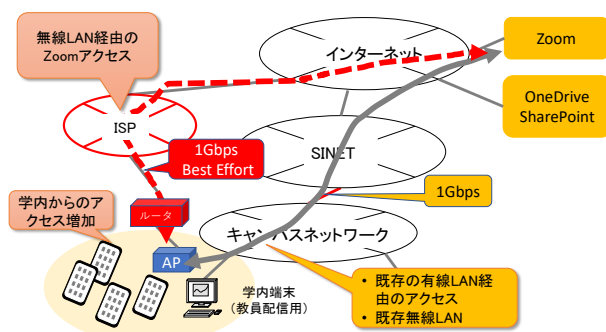 無線LAN経由の
Zoomアクセス
インターネット
Zoom
OneDrive
SharePoint
ISP
SINET
1Gbps
Best Effort
1Gbps
学内からのアク
セス増加
ルータ
キャンパスネットワーク
AP
学内端末
(教員配信用)
• 既存の有線LAN経
由のアクセス
• 既存無線LAN